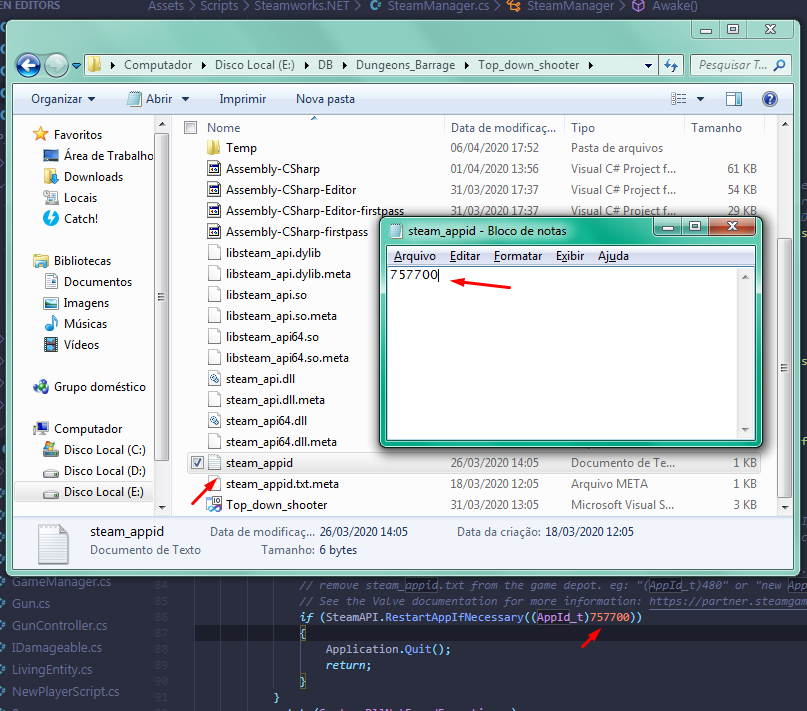 EN EDITORS
Assets > Scripts > Steamworks.NET > SteamManager.cs > SteamManager > Awake()
Computador ▸ Disco Local (E:) ▸ DB ▸ Dungeons_Barrage ▸ Top_down_shooter ▸
Pesquisar T...
Organizar Abrir Imprimir Nova pasta
Favoritos
Área de Trabalho
Downloads
Locais
Catch!
Bibliotecas
Documentos
Imagens
Músicas
Vídeos
Grupo doméstico
Computador
Disco Local (C:)
Disco Local (D:)
Disco Local (E:)
Nome Data de modificaç... Tipo Tamanho
Temp 06/04/2020 17:52 Pasta de arquivos
Assembly-CSharp 01/04/2020 13:56 Visual C# Project f... 61 KB
Assembly-CSharp-Editor 31/03/2020 17:37 Visual C# Project f... 54 KB
Assembly-CSharp-Editor-firstpass 31/03/2020 17:37 Visual C# Project f... 29 KB
Assembly-CSharp-firstpass
libsteam_api.dylib
libsteam_api.dylib.meta
libsteam_api.so
libsteam_api.so.meta
libsteam_api64.so
libsteam_api64.so.meta
steam_api.dll
steam_api.dll.meta
steam_api64.dll
steam_api64.dll.meta
steam_appid 26/03/2020 14:05 Documento de Te... 1 KB
steam_appid.txt.meta 18/03/2020 12:05 Arquivo META 1 KB
Top_down_shooter 31/03/2020 13:05 Microsoft Visual S... 3 KB
steam_appid - Bloco de notas
Arquivo Editar Formatar Exibir Ajuda
757700
steam_appid Data de modificaç... 26/03/2020 14:05 Data da criação: 18/03/2020 12:05
Documento de Texto Tamanho: 6 bytes
GameManager.cs
Gun.cs
GunController.cs
IDamageable.cs
LivingEntity.cs
NewPlayerScript.cs
84 // remove steam_appid.txt from the game depot. eg: "(AppId_t)480" or "new App
85 // See the Valve documentation for more information: https://partner.steamgam
86 if (SteamAPI.RestartAppIfNecessary((AppId_t)757700))
87 {
88 Application.Quit();
89 return;
90 }
91 }